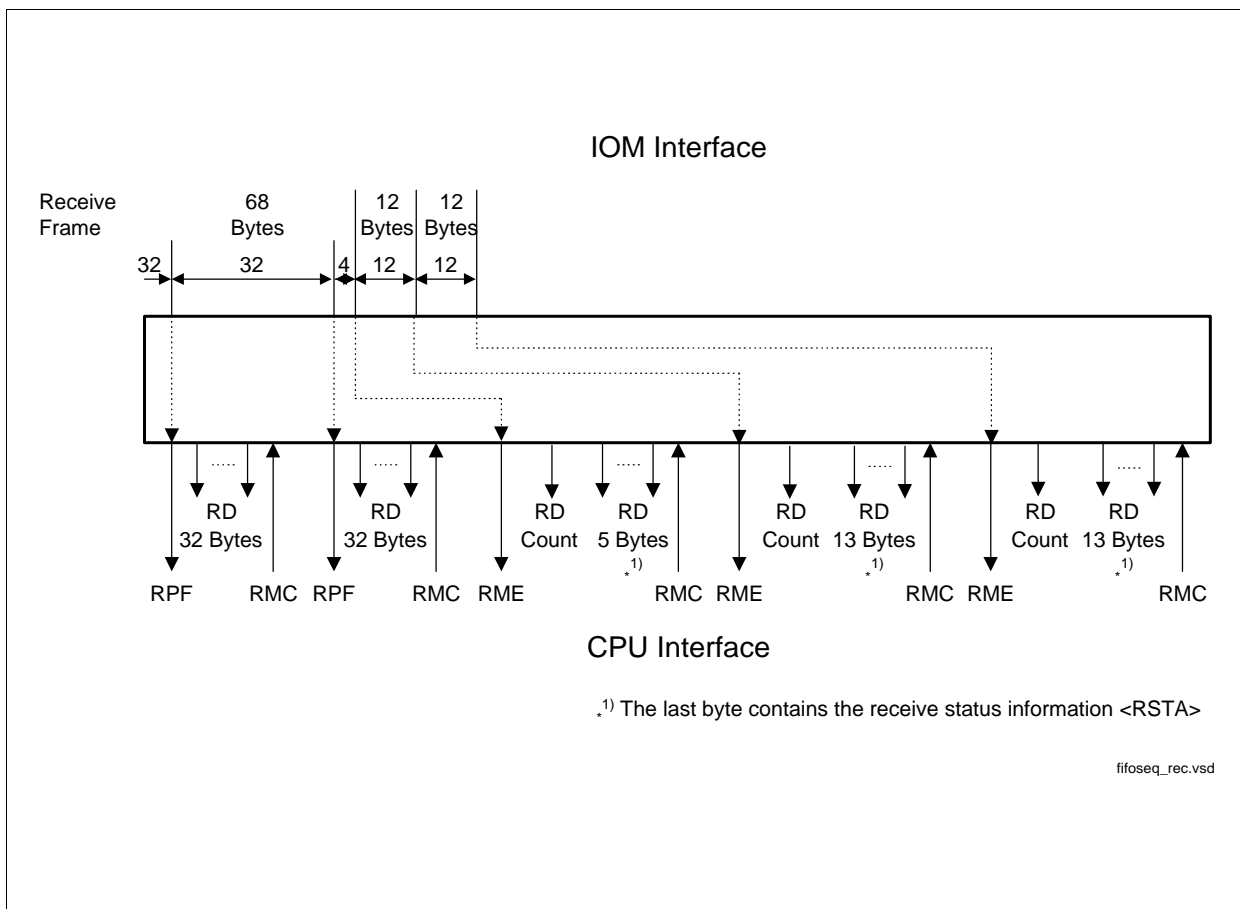 IOM Interface
Receive Frame
68 Bytes
12 Bytes
12 Bytes
32
32
4
12
12
.....
.....
.....
.....
.....
RD 32 Bytes
RD 32 Bytes
RD Count
RD 5 Bytes *1)
RD Count
RD 13 Bytes *1)
RD Count
RD 13 Bytes *1)
RPF
RMC
RPF
RMC
RME
RMC
RME
RMC
RME
RMC
CPU Interface
*1) The last byte contains the receive status information <RSTA>
fifoseq_rec.vsd